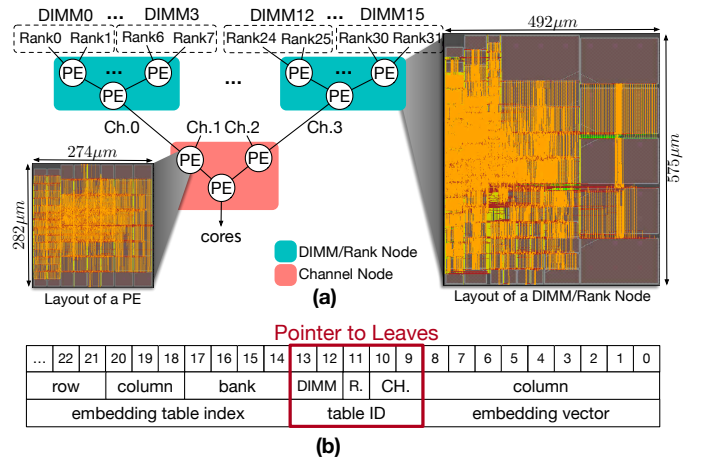 DIMM0 ... DIMM3 DIMM12 ... DIMM15
Rank0 Rank1 Rank6 Rank7 Rank24 Rank25 Rank30 Rank31
492μm
PE ... PE PE ... PE
... 
PE PE
Ch.0 Ch.1 Ch.2 Ch.3
274μm
PE PE
575μm
282μm
PE
cores
DIMM/Rank Node
Channel Node
Layout of a PE
(a)
Layout of a DIMM/Rank Node
Pointer to Leaves
... 22 21 20 19 18 17 16 15 14 13 12 11 10 9 8 7 6 5 4 3 2 1 0
row column bank DIMM R. CH. column
embedding table index table ID embedding vector
(b)